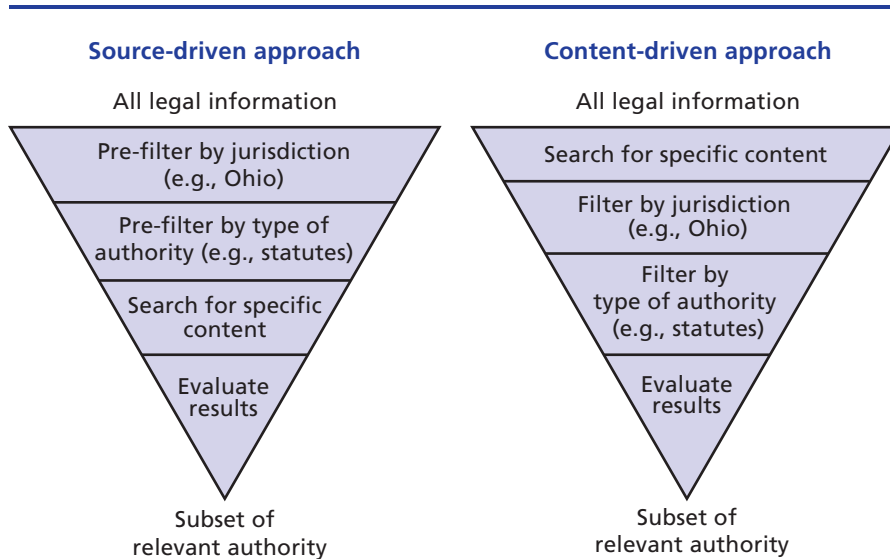 Source-driven approach
All legal information
Pre-filter by jurisdiction
(e.g., Ohio)
Pre-filter by type of
authority (e.g., statutes)
Search for specific
content
Evaluate
results
Subset of
relevant authority
Content-driven approach
All legal information
Search for specific content
Filter by jurisdiction
(e.g., Ohio)
Filter by
type of authority
(e.g., statutes)
Evaluate
results
Subset of
relevant authority